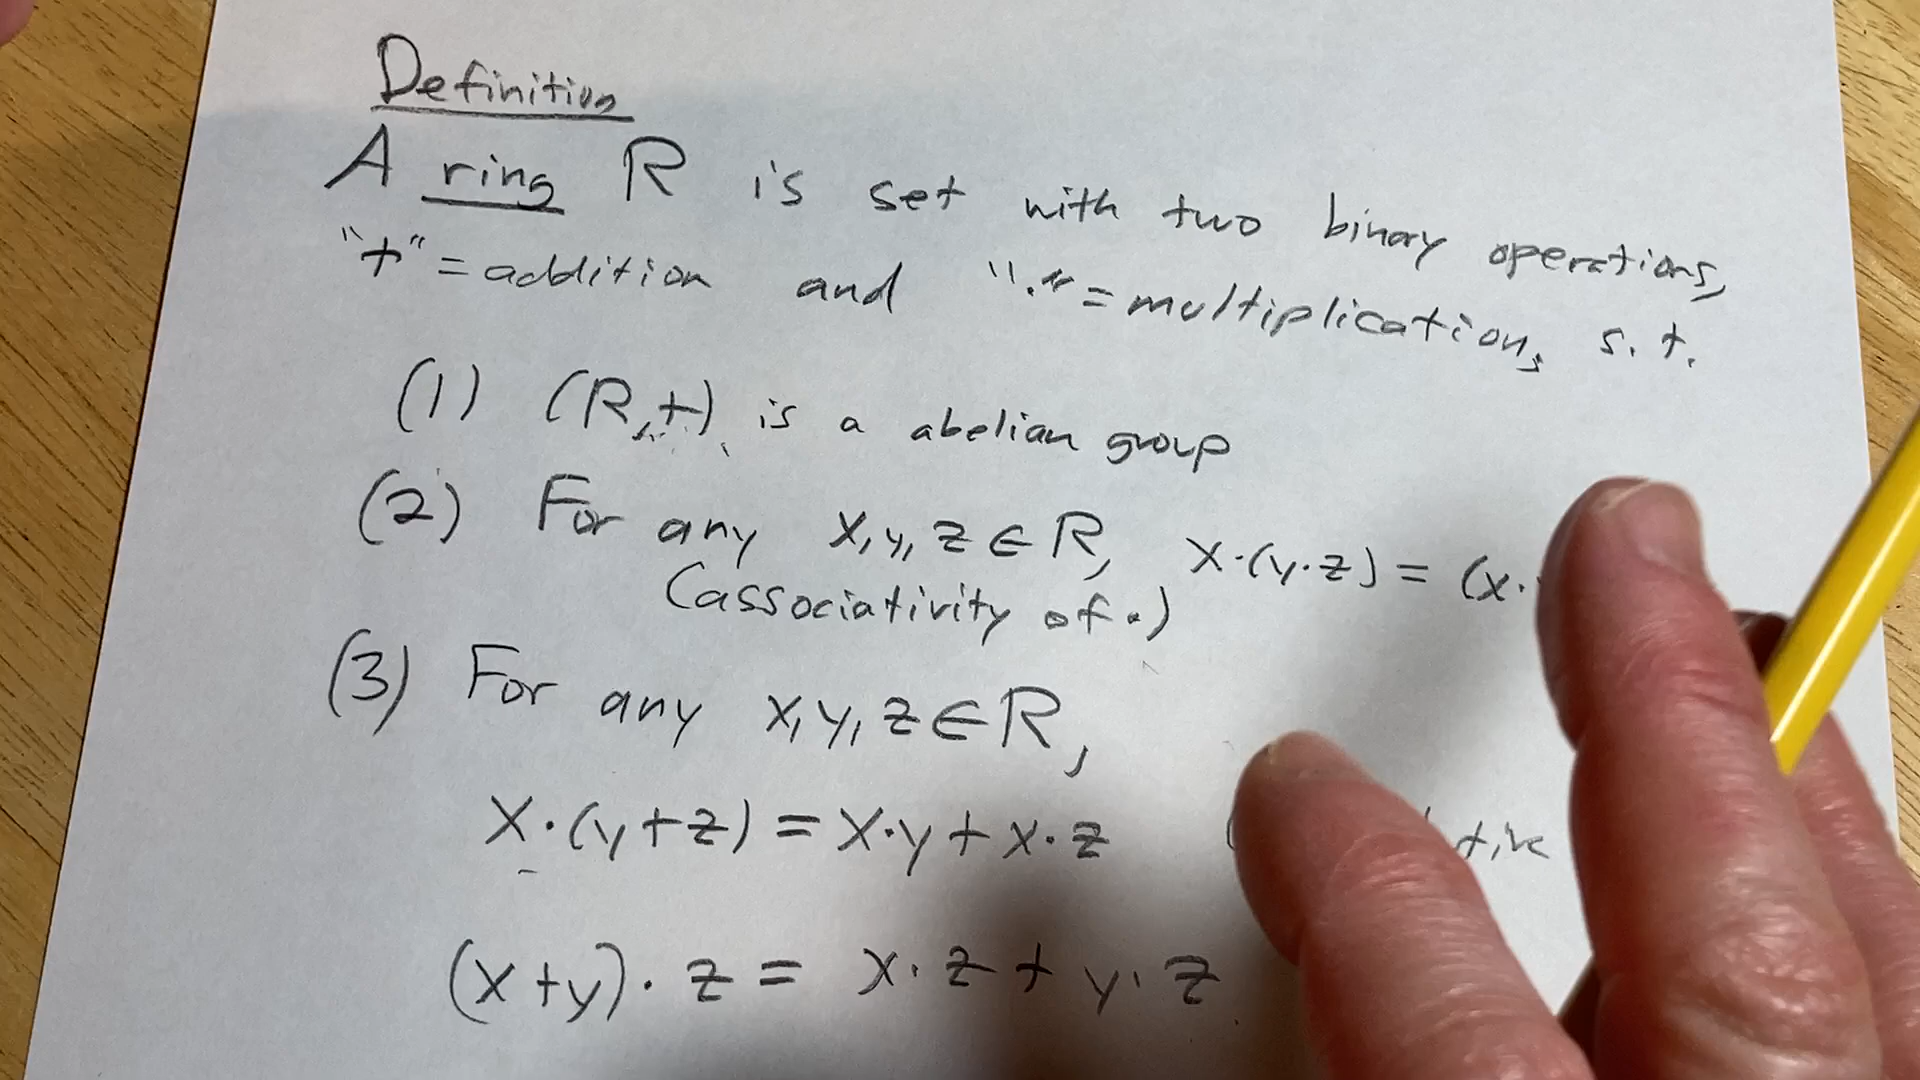 Definition
A ring R is set with two binary operations,
"+" = addition and "·" = multiplication, s.t.
(1) (R,+) is a abelian group
(2) For any x,y,z ∈ R, x·(y·z) = (x·
(associativity of ·)
(3) For any x,y,z ∈ R,
x·(y+z) = x·y + x·z
(x+y)·z = x·z + y·z